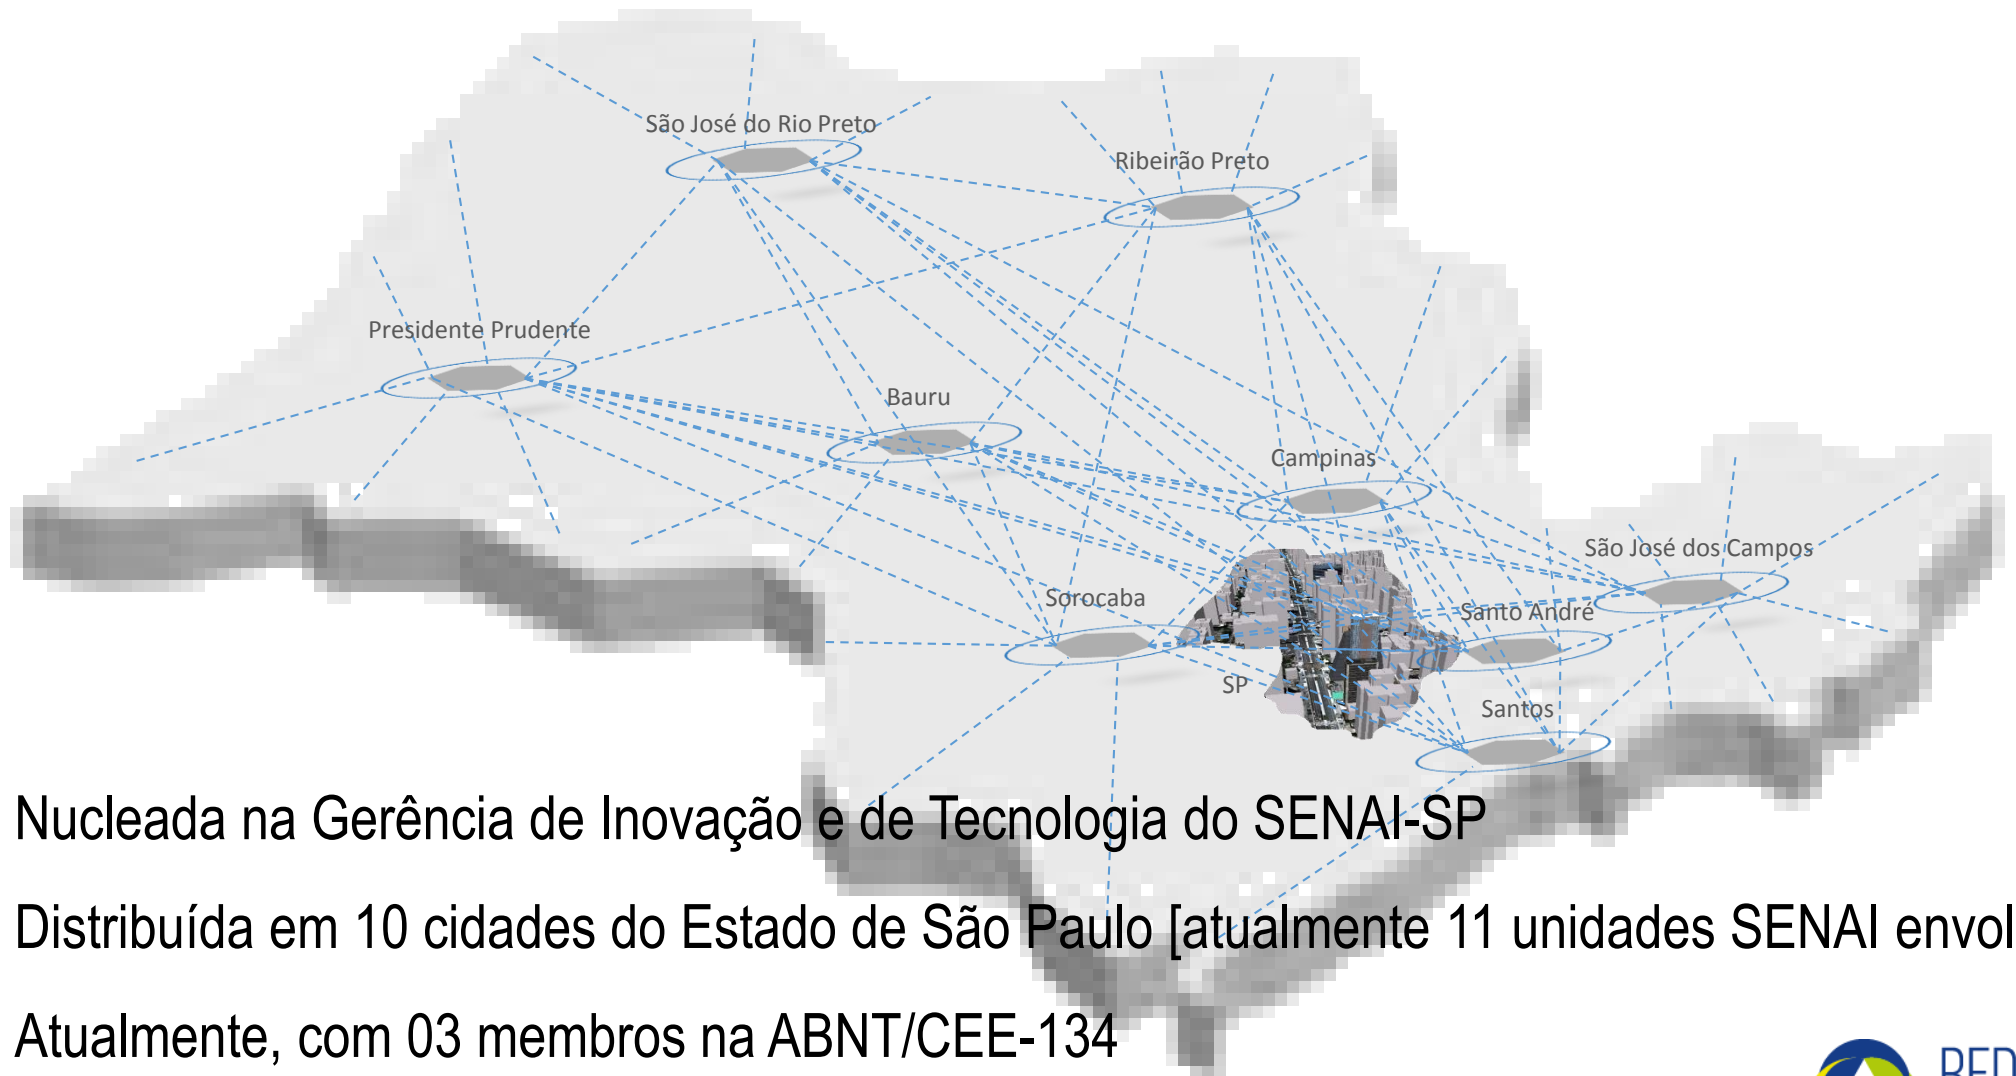 São José do Rio Preto
Ribeirão Preto
Presidente Prudente
Bauru
Campinas
São José dos Campos
Sorocaba
Santo André
SP
Santos
Nucleada na Gerência de Inovação e de Tecnologia do SENAI-SP
Distribuída em 10 cidades do Estado de São Paulo [atualmente 11 unidades SENAI envol
Atualmente, com 03 membros na ABNT/CEE-134